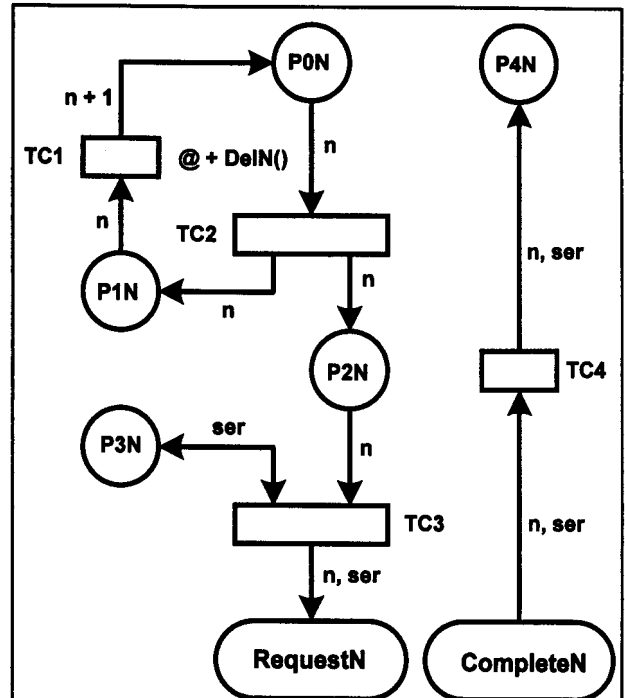 P0N
P4N
n + 1
TC1
@ + DelN()
n
n
TC2
n, ser
P1N
n
n
P2N
TC4
P3N
ser
n
TC3
n, ser
n, ser
RequestN
CompleteN